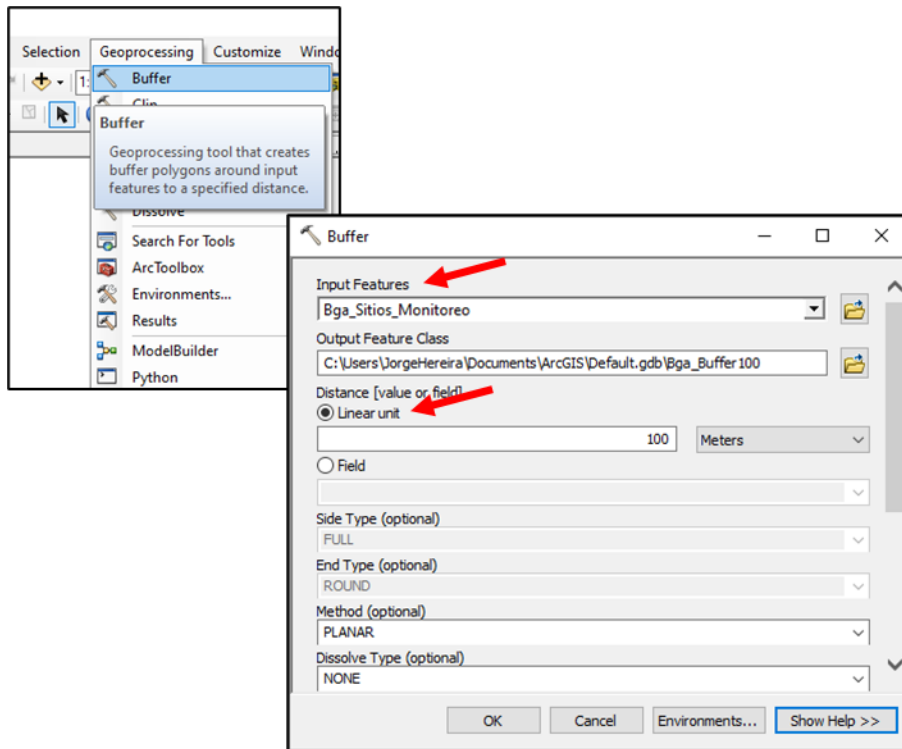 Selection Geoprocessing Customize
Buffer
Clip
Buffer
Geoprocessing tool that creates
buffer polygons around input
features to a specified distance.
Dissolve
Search For Tools
ArcToolbox
Environments...
Results
ModelBuilder
Python
Buffer
Input Features
Bga_Sitios_Monitoreo
Output Feature Class
C:\Users\JorgeHereira\Documents\ArcGIS\Default.gdb\Bga_Buffer100
Distance [value or field]
Linear unit
100 Meters
Field
Side Type (optional)
FULL
End Type (optional)
ROUND
Method (optional)
PLANAR
Dissolve Type (optional)
NONE
OK Cancel Environments... Show Help >>